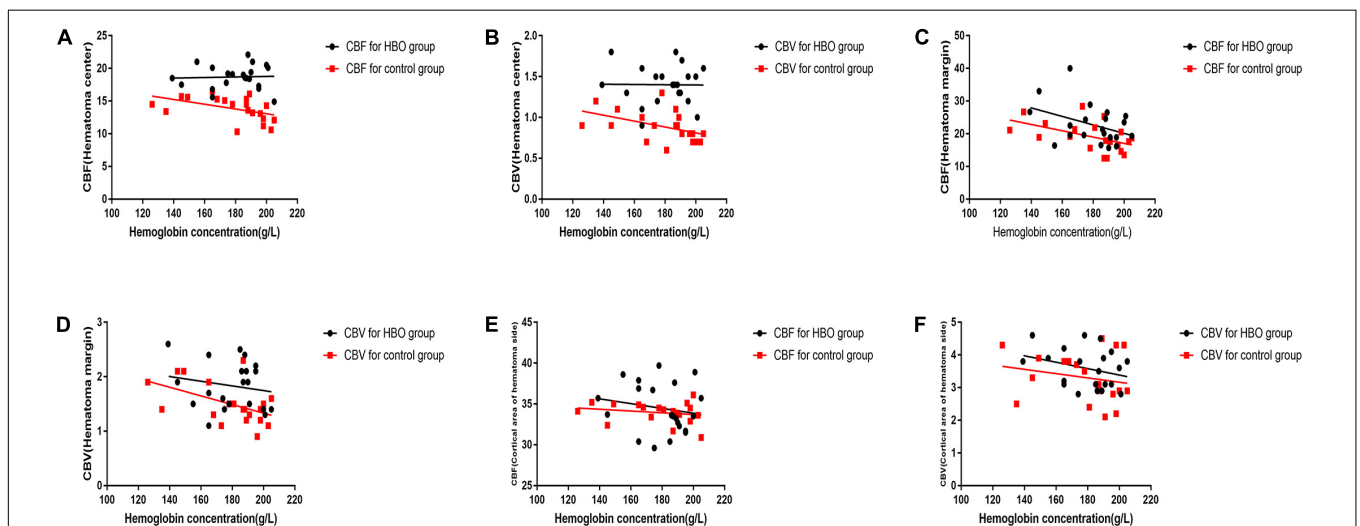 A
CBF(Hematoma center)
25
20
15
10
5
0
100 120 140 160 180 200 220
Hemoglobin concentration(g/L)
CBF for HBO group
CBF for control group
B
CBV(Hematoma center)
2.0
1.5
1.0
0.5
0.0
100 120 140 160 180 200 220
Hemoglobin concentration(g/L)
CBV for HBO group
CBV for control group
C
CBF(Hematoma margin)
50
40
30
20
10
0
100 120 140 160 180 200 220
Hemoglobin concentration(g/L)
CBF for HBO group
CBF for control group
D
CBV(Hematoma margin)
3
2
1
0
100 120 140 160 180 200 220
Hemoglobin concentration(g/L)
CBV for HBO group
CBV for control group
E
CBF(Cortical area of hematoma side)
45
40
35
30
25
100 120 140 160 180 200 220
Hemoglobin concentration(g/L)
CBF for HBO group
CBF for control group
F
CBV(Cortical area of hematoma side)
5
4
3
2
1
0
100 120 140 160 180 200 220
Hemoglobin concentration(g/L)
CBV for HBO group
CBV for control group